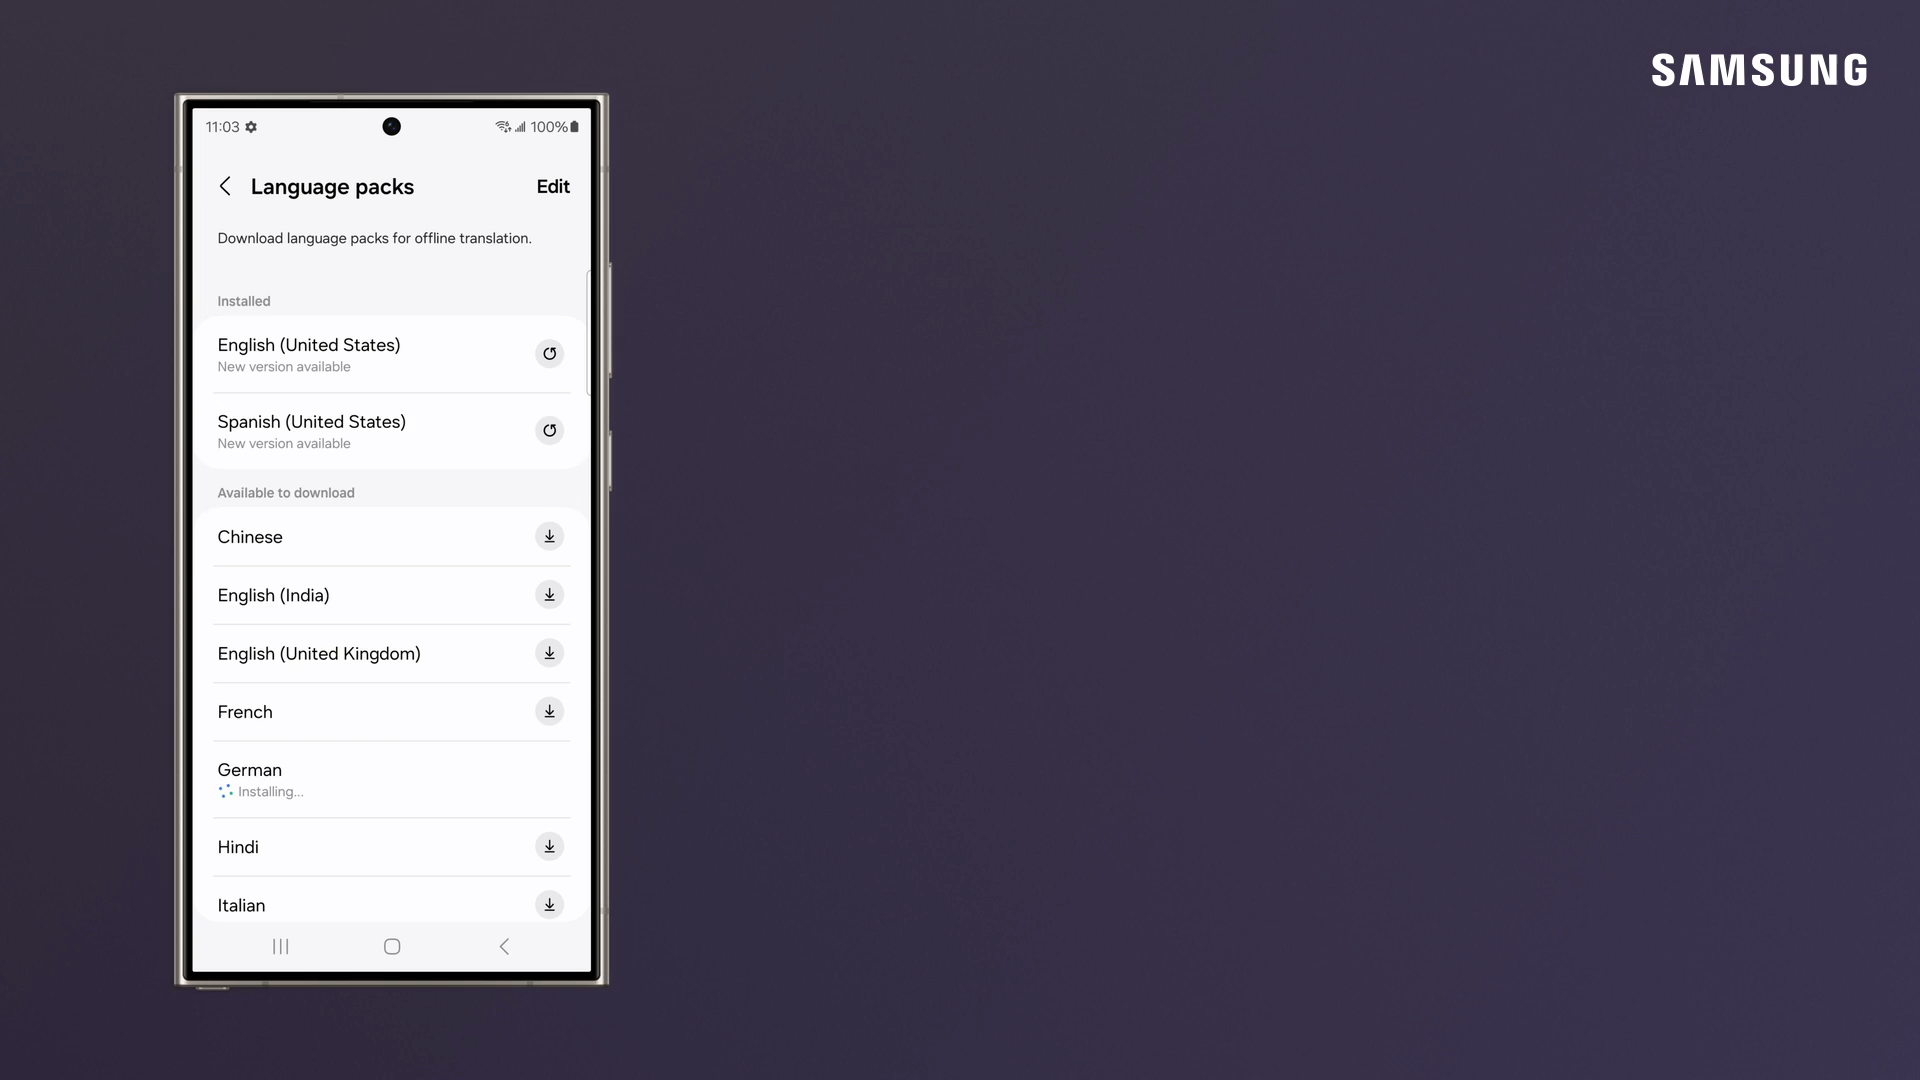 SAMSUNG
11:03
100%
Language packs
Edit
Download language packs for offline translation.
Installed
English (United States)
New version available
Spanish (United States)
New version available
Available to download
Chinese
English (India)
English (United Kingdom)
French
German
Installing...
Hindi
Italian